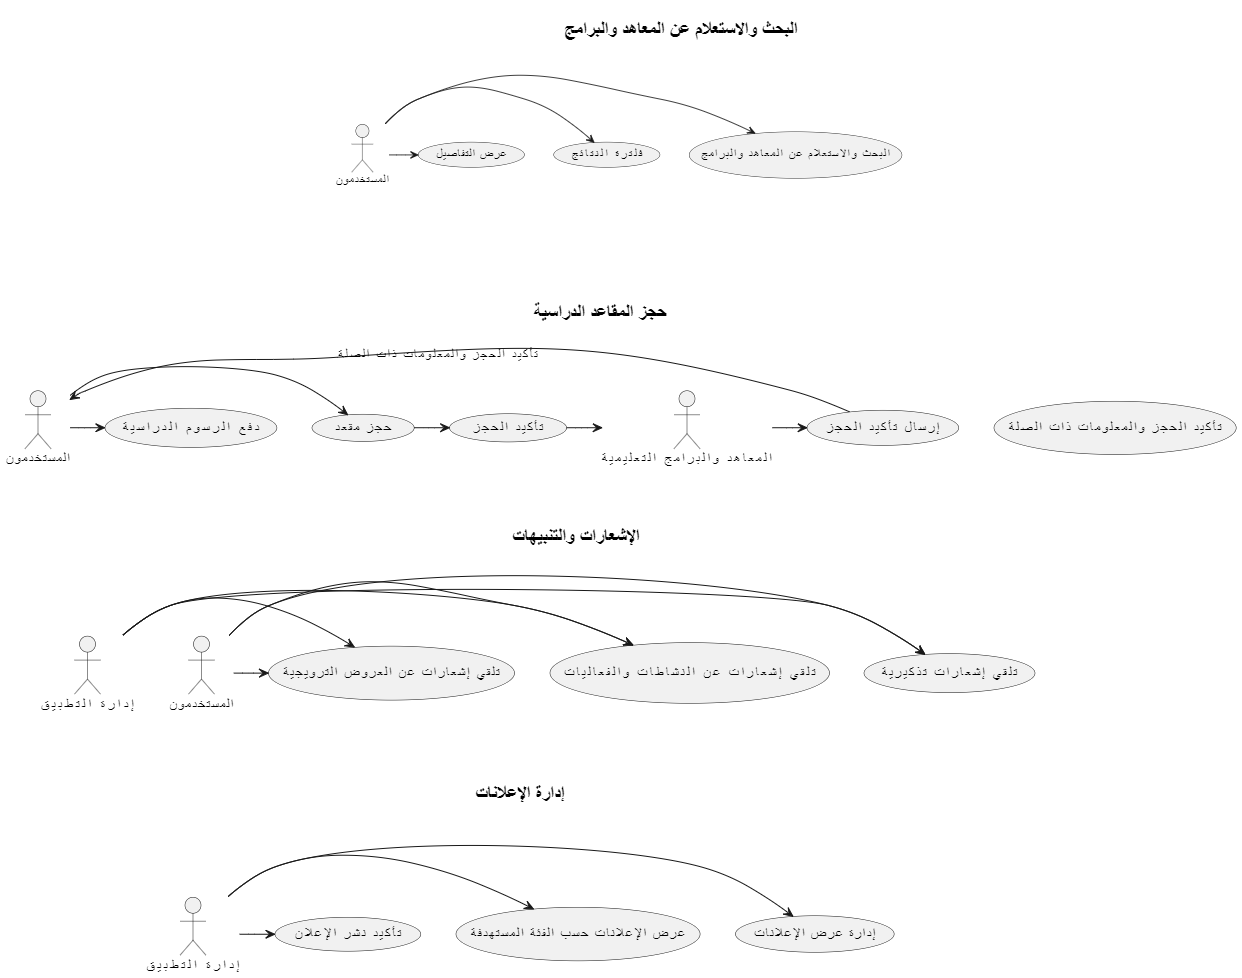 البحث والاستعلام عن المعاهد والبرامج
البحث والاستعلام عن المعاهد والبرامج
فلترة النتائج
عرض التفاصيل
المستخدمون
حجز المقاعد الدراسية
تأكيد الحجز والمعلومات ذات الصلة
تأكيد الحجز والمعلومات ذات الصلة
إرسال تأكيد الحجز
المعاهد والبرامج التعليمية
تأكيد الحجز
حجز مقعد
دفع الرسوم الدراسية
المستخدمون
الإشعارات والتنبيهات
تلقي إشعارات تذكيرية
تلقي إشعارات عن النشاطات والفعاليات
تلقي إشعارات عن العروض الترويجية
المستخدمون
إدارة التطبيق
إدارة الإعلانات
إدارة عرض الإعلانات
عرض الإعلانات حسب الفئة المستهدفة
تأكيد نشر الإعلان
إدارة التطبيق